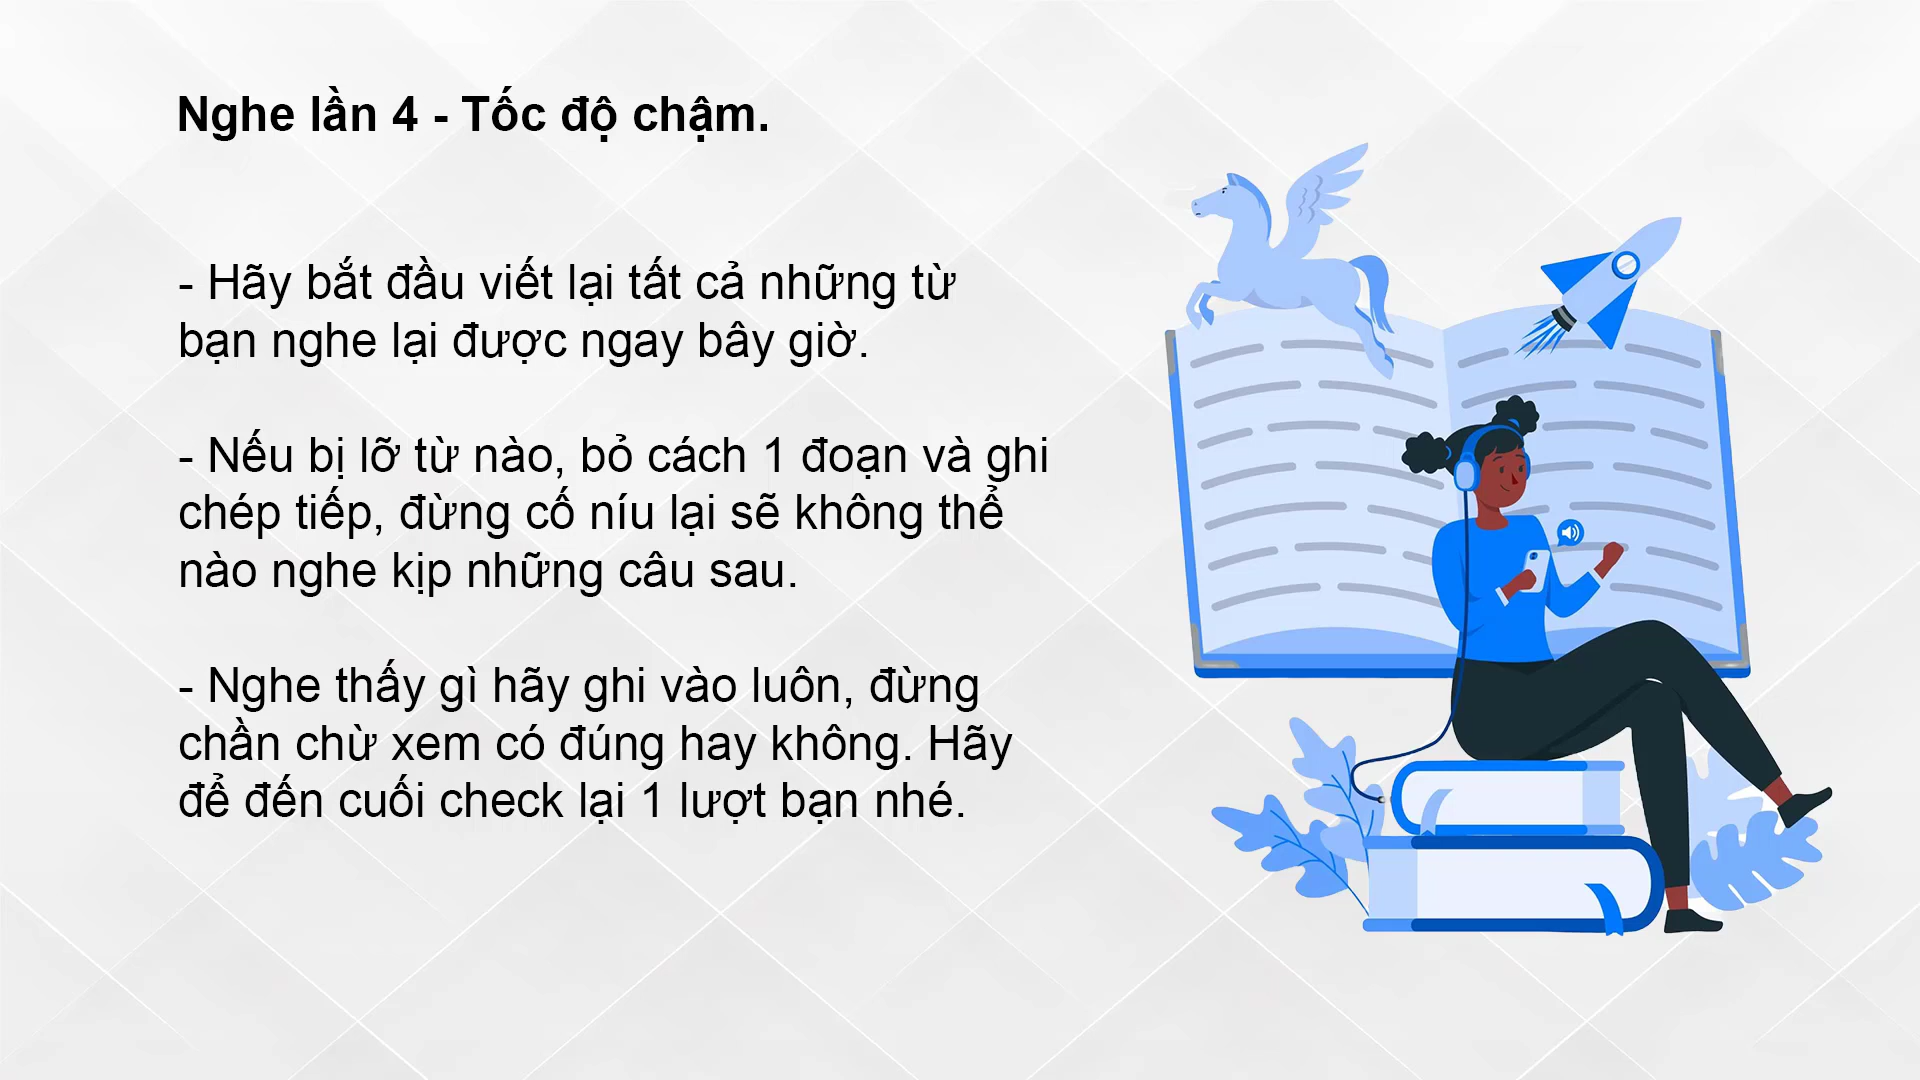 Nghe lần 4 - Tốc độ chậm.
- Hãy bắt đầu viết lại tất cả những từ
bạn nghe lại được ngay bây giờ.
- Nếu bị lỡ từ nào, bỏ cách 1 đoạn và ghi
chép tiếp, đừng cố níu lại sẽ không thể
nào nghe kịp những câu sau.
- Nghe thấy gì hãy ghi vào luôn, đừng
chần chừ xem có đúng hay không. Hãy
để đến cuối check lại 1 lượt bạn nhé.